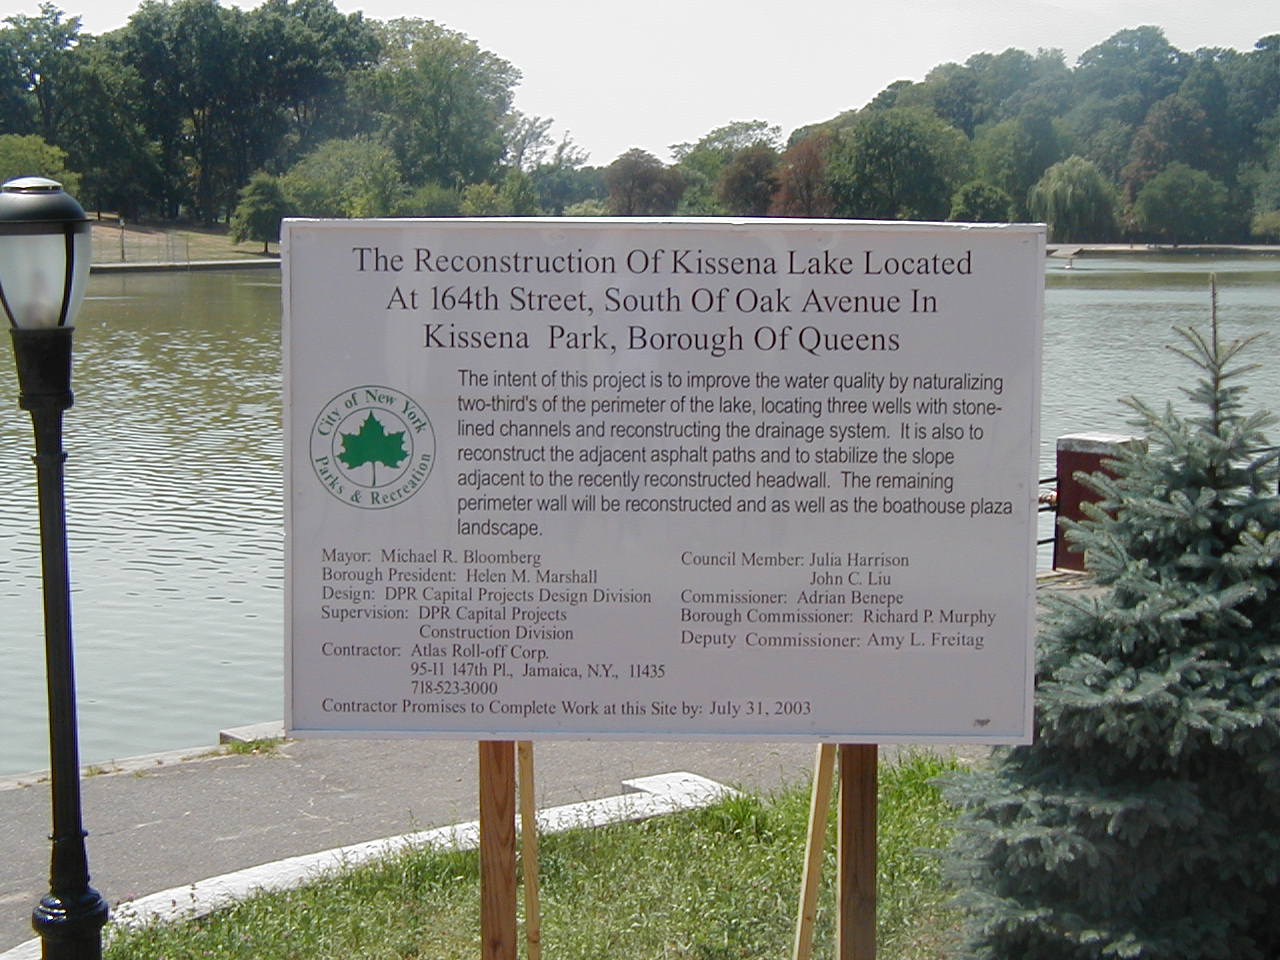 The Reconstruction Of Kissena Lake Located
At 164th Street, South Of Oak Avenue In
Kissena Park, Borough Of Queens
City of New York
Parks & Recreation
The intent of this project is to improve the water quality by naturalizing
two-third's of the perimeter of the lake, locating three wells with stone-
lined channels and reconstructing the drainage system. It is also to
reconstruct the adjacent asphalt paths and to stabilize the slope
adjacent to the recently reconstructed headwall. The remaining
perimeter wall will be reconstructed and as well as the boathouse plaza
landscape.
Mayor: Michael R. Bloomberg
Borough President: Helen M. Marshall
Design: DPR Capital Projects Design Division
Supervision: DPR Capital Projects
Construction Division
Contractor: Atlas Roll-off Corp.
95-11 147th Pl., Jamaica, N.Y., 11435
718-523-3000
Council Member: Julia Harrison
John C. Liu
Commissioner: Adrian Benepe
Borough Commissioner: Richard P. Murphy
Deputy Commissioner: Amy L. Freitag
Contractor Promises to Complete Work at this Site by: July 31, 2003